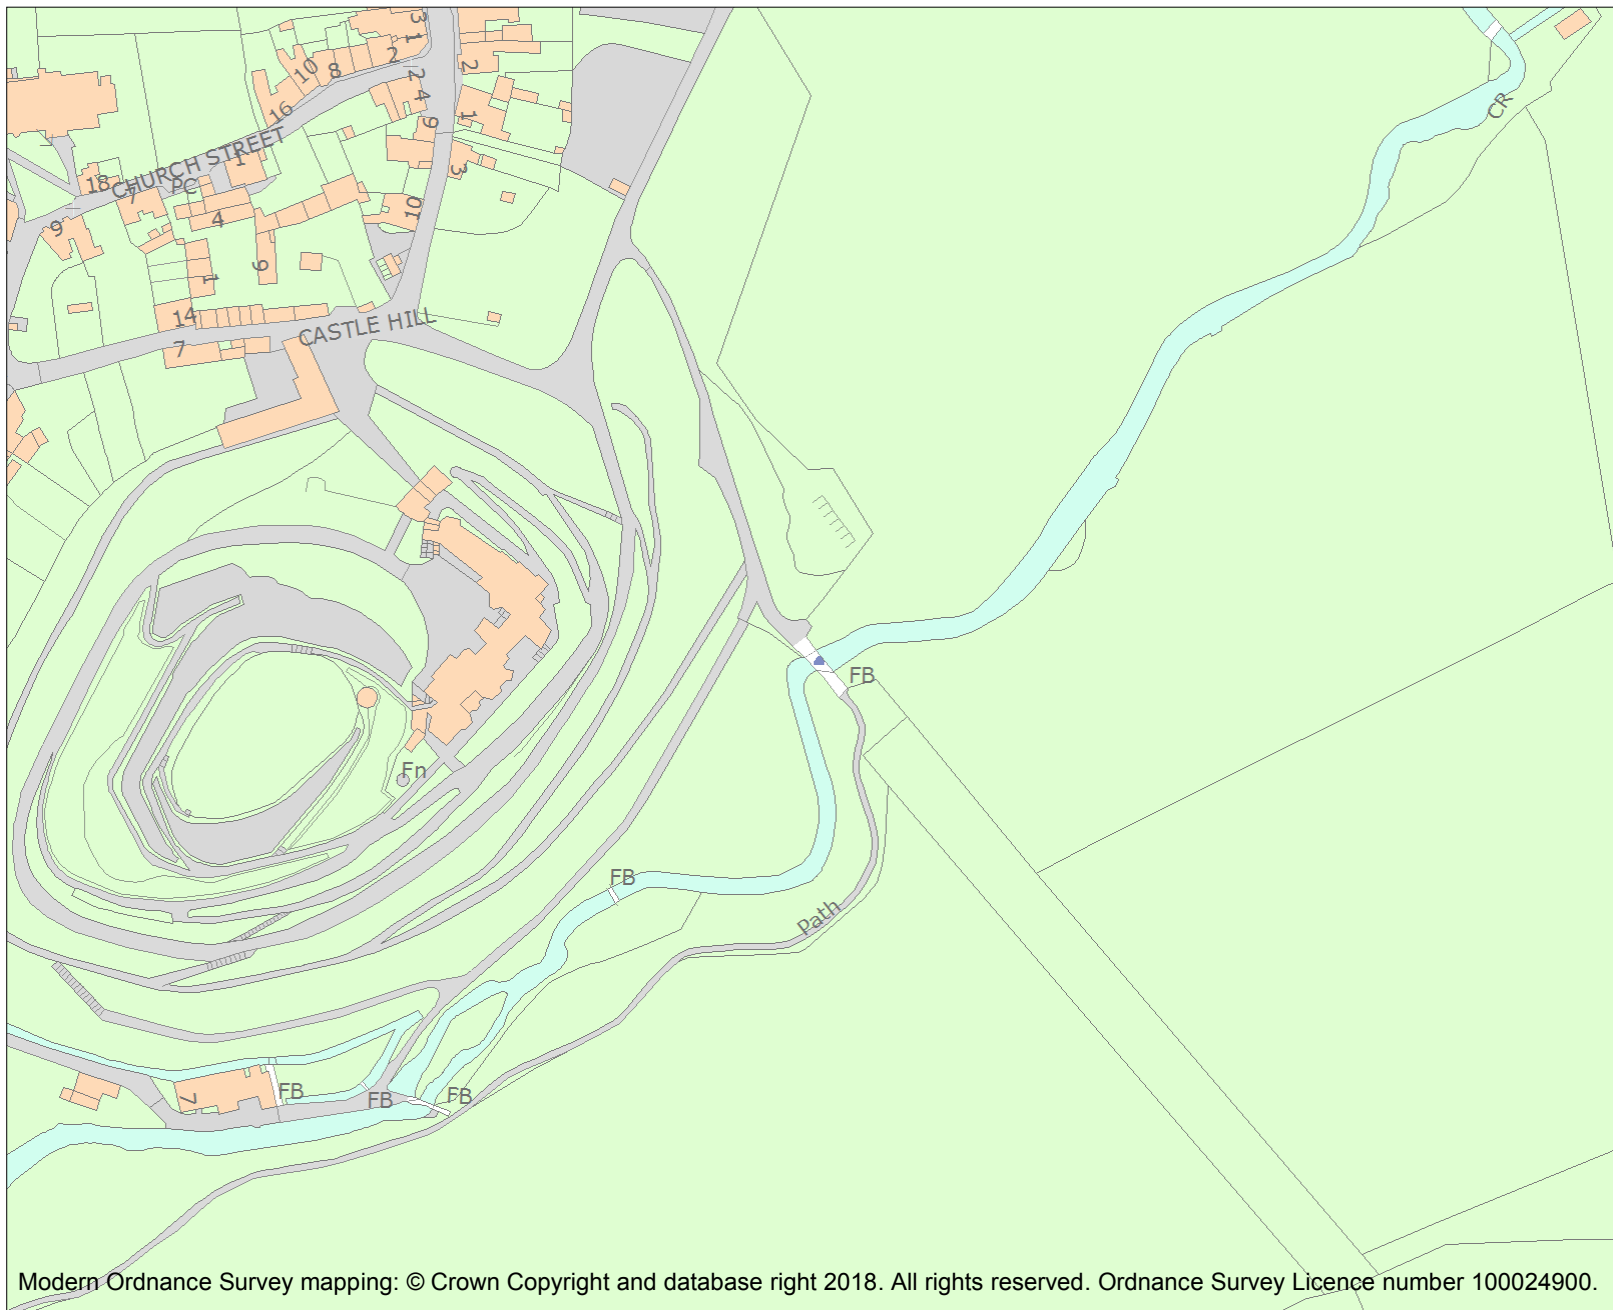 3
1
2
10
8
2
2
4
16
1
9
CHURCH STREET
1
3
18
7
PC
4
10
9
9
1
14
CASTLE HILL
7
CR
FB
Fn
FB
Path
FB
FB
FB
7
Modern Ordnance Survey mapping: © Crown Copyright and database right 2018. All rights reserved. Ordnance Survey Licence number 100024900.